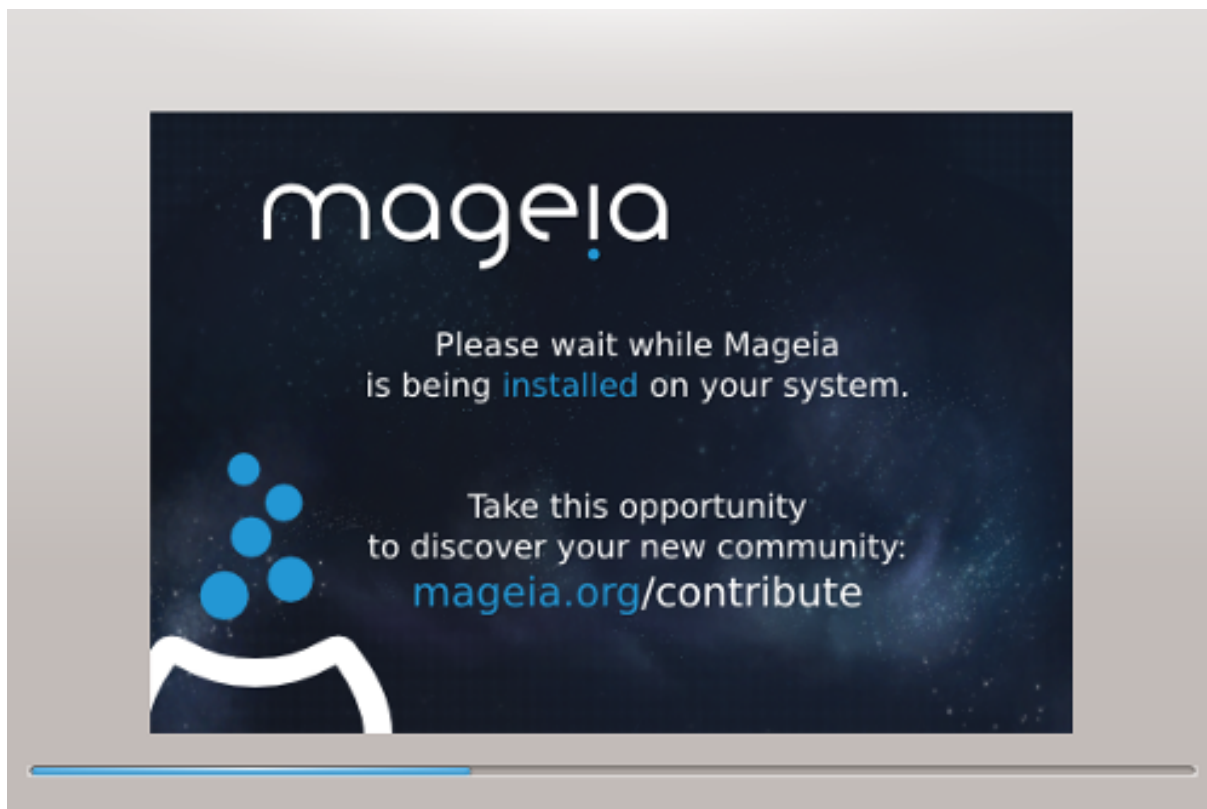 mageia
Please wait while Mageia
is being installed on your system.
Take this opportunity
to discover your new community:
mageia.org/contribute